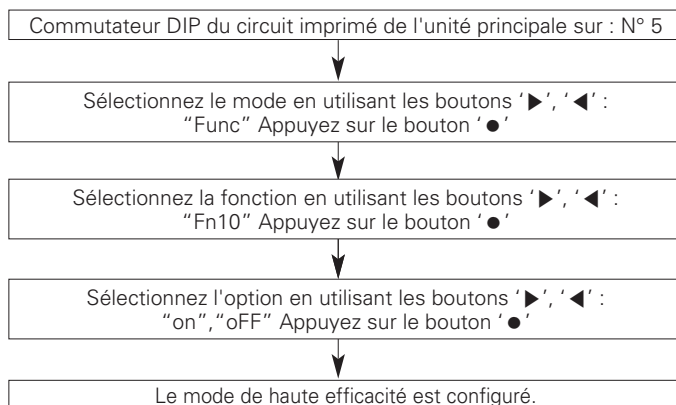 Commutateur DIP du circuit imprimé de l'unité principale sur : N° 5
Sélectionnez le mode en utilisant les boutons ‘▶’, ‘◀’ :
“Func” Appuyez sur le bouton ‘●’
Sélectionnez la fonction en utilisant les boutons ‘▶’, ‘◀’ :
“Fn10” Appuyez sur le bouton ‘●’
Sélectionnez l'option en utilisant les boutons ‘▶’, ‘◀’ :
“on”,“oFF” Appuyez sur le bouton ‘●’
Le mode de haute efficacité est configuré.